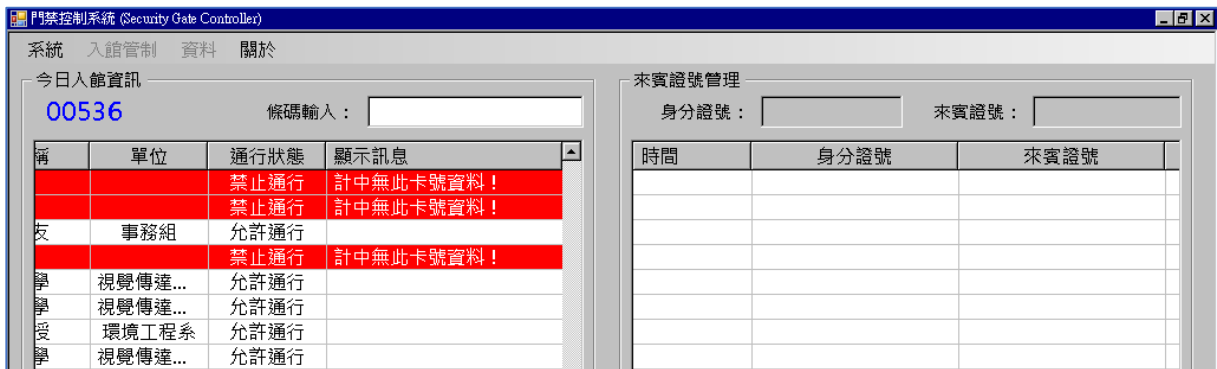 門禁控制系統 (Security Gate Controller)
系統 入館管制 資料 關於
今日入館資訊
00536 條碼輸入：
稱 單位 通行狀態 顯示訊息
禁止通行 計中無此卡號資料！
禁止通行 計中無此卡號資料！
友 事務組 允許通行
禁止通行 計中無此卡號資料！
學 視覺傳達... 允許通行
學 視覺傳達... 允許通行
授 環境工程系 允許通行
學 視覺傳達... 允許通行
來賓證號管理
身分證號： 來賓證號：
時間 身分證號 來賓證號